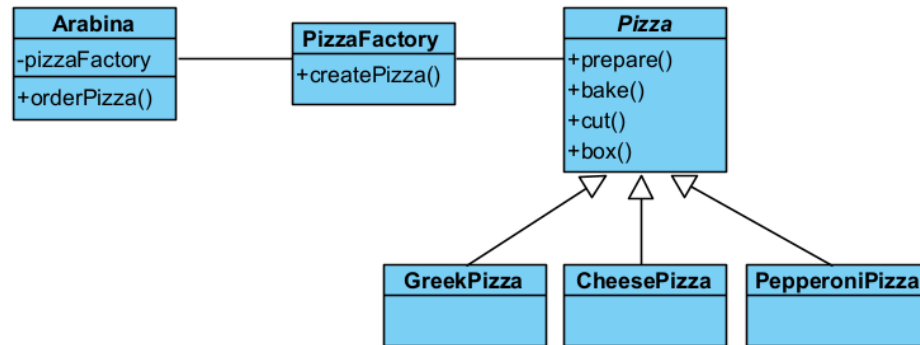 Arabina
-pizzaFactory
+orderPizza()
PizzaFactory
+createPizza()
Pizza
+prepare()
+bake()
+cut()
+box()
GreekPizza
CheesePizza
PepperoniPizza